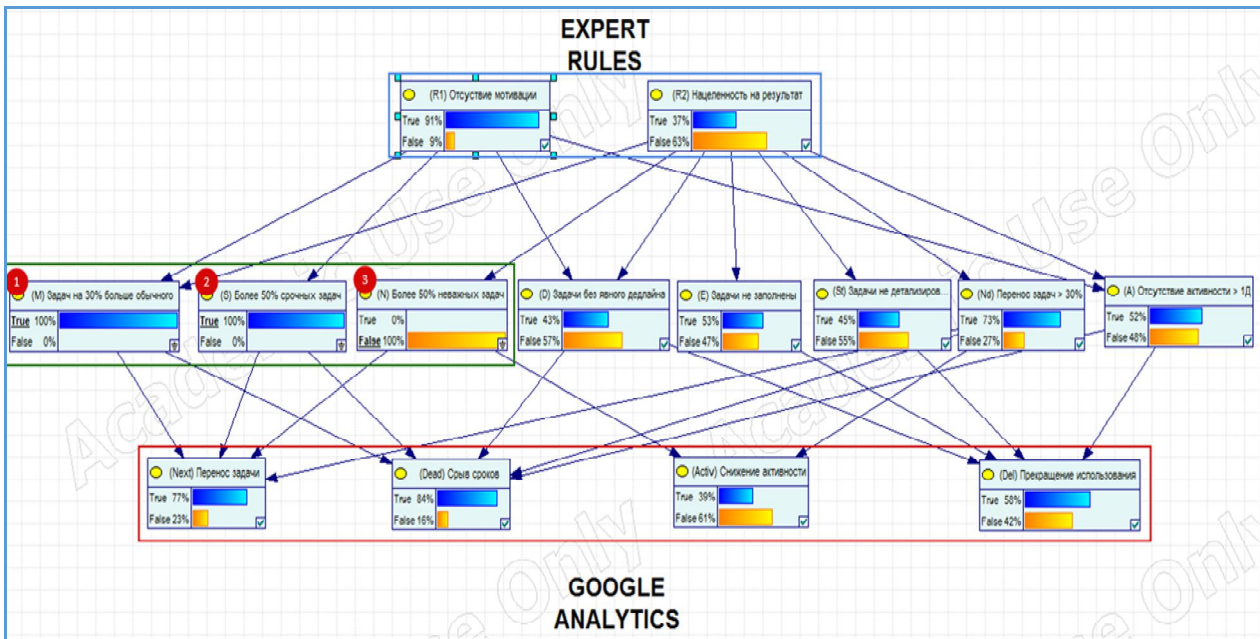 EXPERT
RULES
(R1) Отсуствие мотивации
True 91%
False 9%
(R2) Нацеленность на результат
True 37%
False 63%
1
(M) Задач на 30% больше обычного
True 100%
False 0%
2
(S) Более 50% срочных задач
True 100%
False 0%
3
(N) Более 50% неважных задач
True 0%
False 100%
(D) Задачи без явного дедлайна
True 43%
False 57%
(E) Задачи не заполнены
True 53%
False 47%
(St) Задачи не детализиров...
True 45%
False 55%
(Nd) Перенос задач > 30%
True 73%
False 27%
(A) Отсутствие активности > 1Д
True 52%
False 48%
(Next) Перенос задачи
True 77%
False 23%
(Dead) Срыв сроков
True 84%
False 16%
(Activ) Снижение активности
True 39%
False 61%
(Del) Прекращение использования
True 58%
False 42%
GOOGLE
ANALYTICS